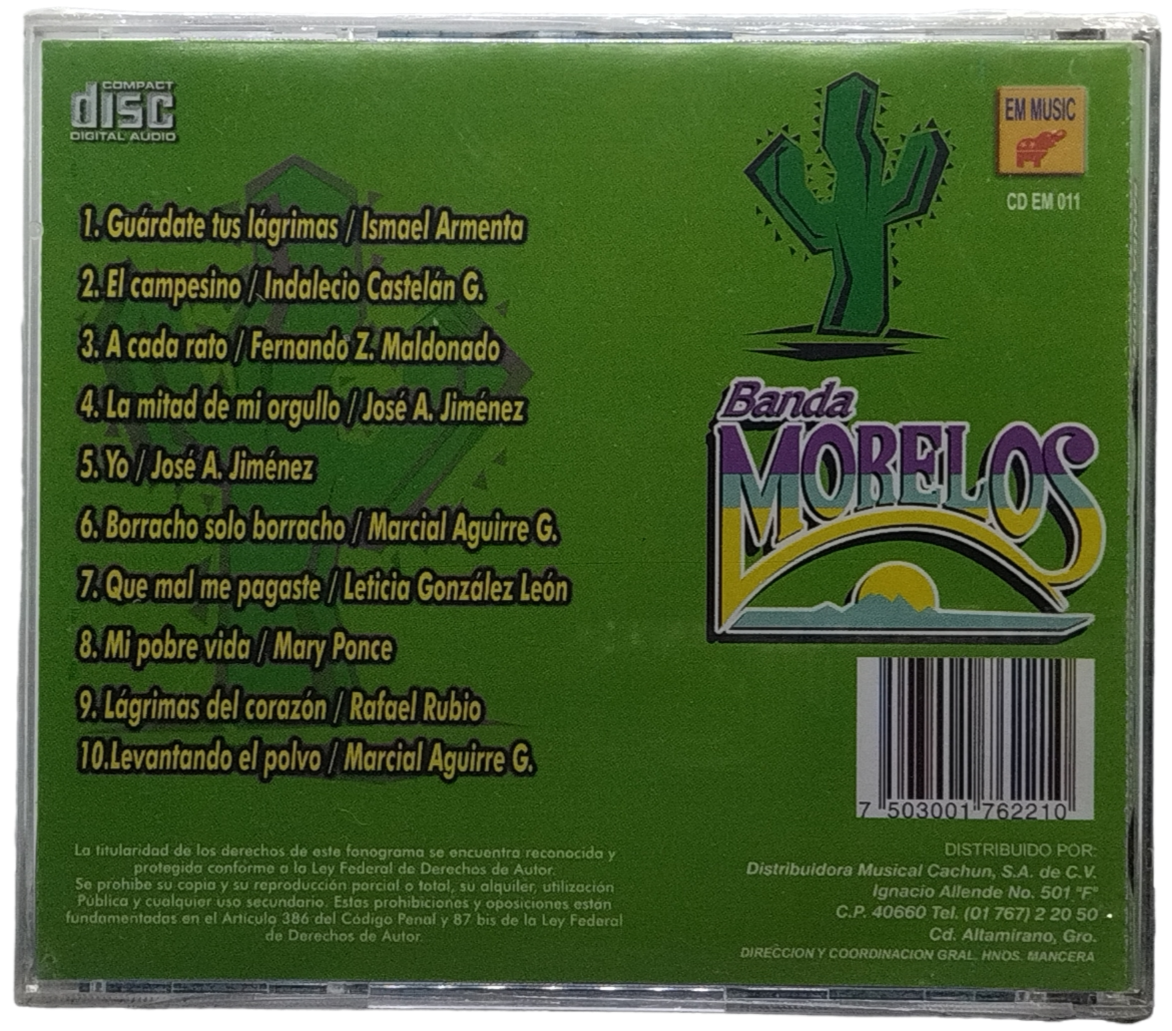 COMPACT
disc
DIGITAL AUDIO
EM MUSIC
CD EM 011
1. Guárdate tus lágrimas / Ismael Armenta
2. El campesino / Indalecio Castelán G.
3. A cada rato / Fernando Z. Maldonado
4. La mitad de mi orgullo / José A. Jiménez
5. Yo / José A. Jiménez
6. Borracho solo borracho / Marcial Aguirre G.
7. Que mal me pagaste / Leticia González León
8. Mi pobre vida / Mary Ponce
9. Lágrimas del corazón / Rafael Rubio
10.Levantando el polvo / Marcial Aguirre G.
Banda
MORELOS
7 503001 762210
La titularidad de los derechos de este fonograma se encuentra reconocida y
protegida conforme a la Ley Federal de Derechos de Autor.
Se prohibe su copia y su reproducción parcial o total, su alquiler, utilización
Pública y cualquier uso secundario. Estas prohibiciones y oposiciones están
fundamentadas en el Artículo 386 del Código Penal y 87 bis de la Ley Federal
de Derechos de Autor
DISTRIBUIDO POR:
Distribuidora Musical Cachun, S.A. de C.V.
Ignacio Allende No. 501 "F"
C.P. 40660 Tel. (01 767) 2 20 50
Cd. Altamirano, Gro.
DIRECCION Y COORDINACION GRAL. HNOS. MANCERA